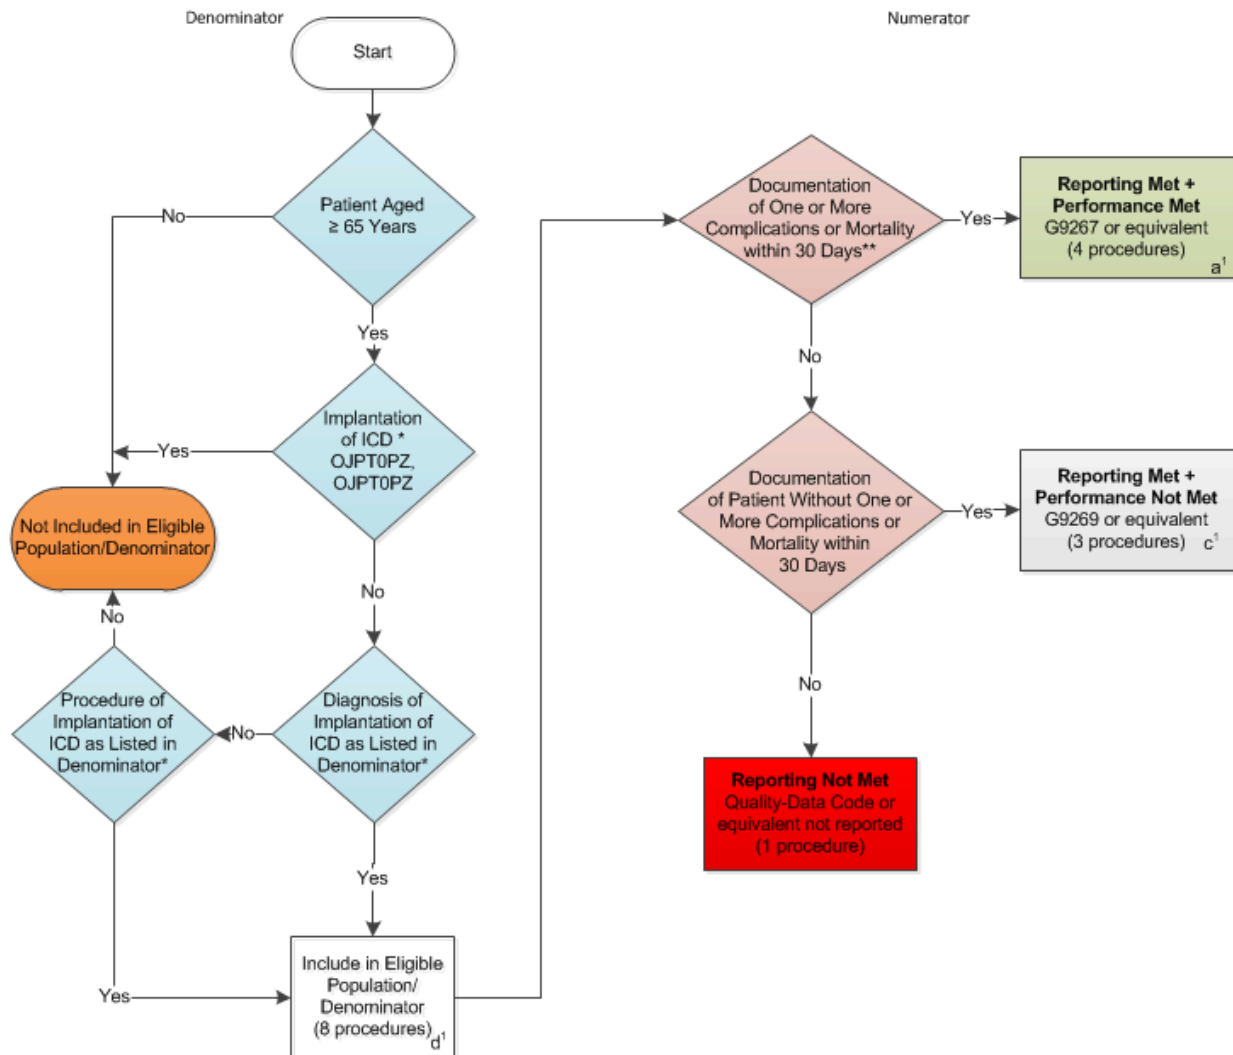 Denominator
Numerator
Start
Patient Aged
≥ 65 Years
No
Yes
Implantation
of ICD *
OJPT0PZ,
OJPT0PZ
Yes
No
Not Included in Eligible
Population/Denominator
No
Procedure of
Implantation of
ICD as Listed in
Denominator*
No
Diagnosis of
Implantation of
ICD as Listed in
Denominator*
Yes
Yes
Include in Eligible
Population/
Denominator
(8 procedures)
d¹
Documentation
of One or More
Complications or Mortality
within 30 Days**
Yes
Reporting Met +
Performance Met
G9267 or equivalent
(4 procedures)
a¹
No
Documentation
of Patient Without One or
More Complications or
Mortality within
30 Days
Yes
Reporting Met +
Performance Not Met
G9269 or equivalent
(3 procedures) c¹
No
Reporting Not Met
Quality-Data Code or
equivalent not reported
(1 procedure)